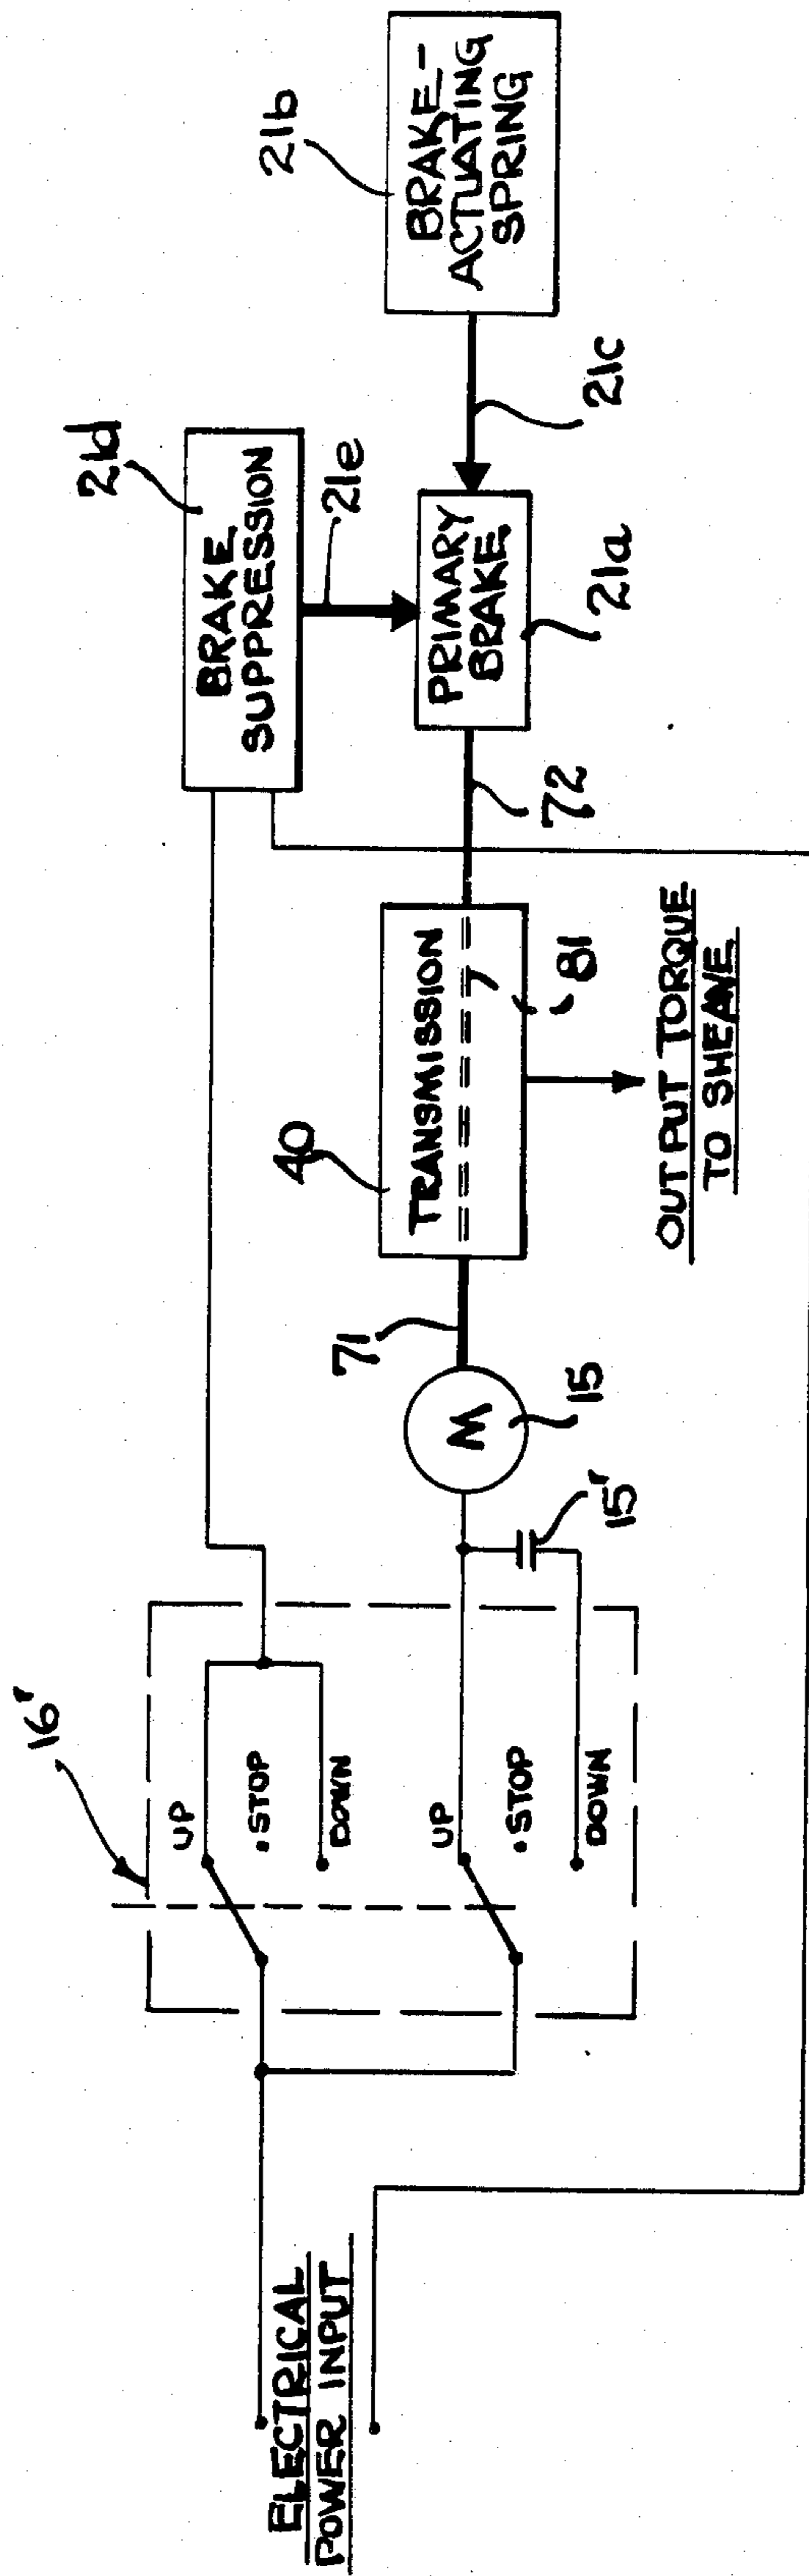 16'
UP
.STOP
DOWN
UP
.STOP
DOWN
ELECTRICAL
POWER INPUT
15'
M
15
71
40
TRANSMISSION
81
OUTPUT TORQUE
TO SHEAVE
72
21d
BRAKE
SUPPRESSION
21e
PRIMARY
BRAKE
21a
21c
21b
BRAKE-
ACTUATING
SPRING